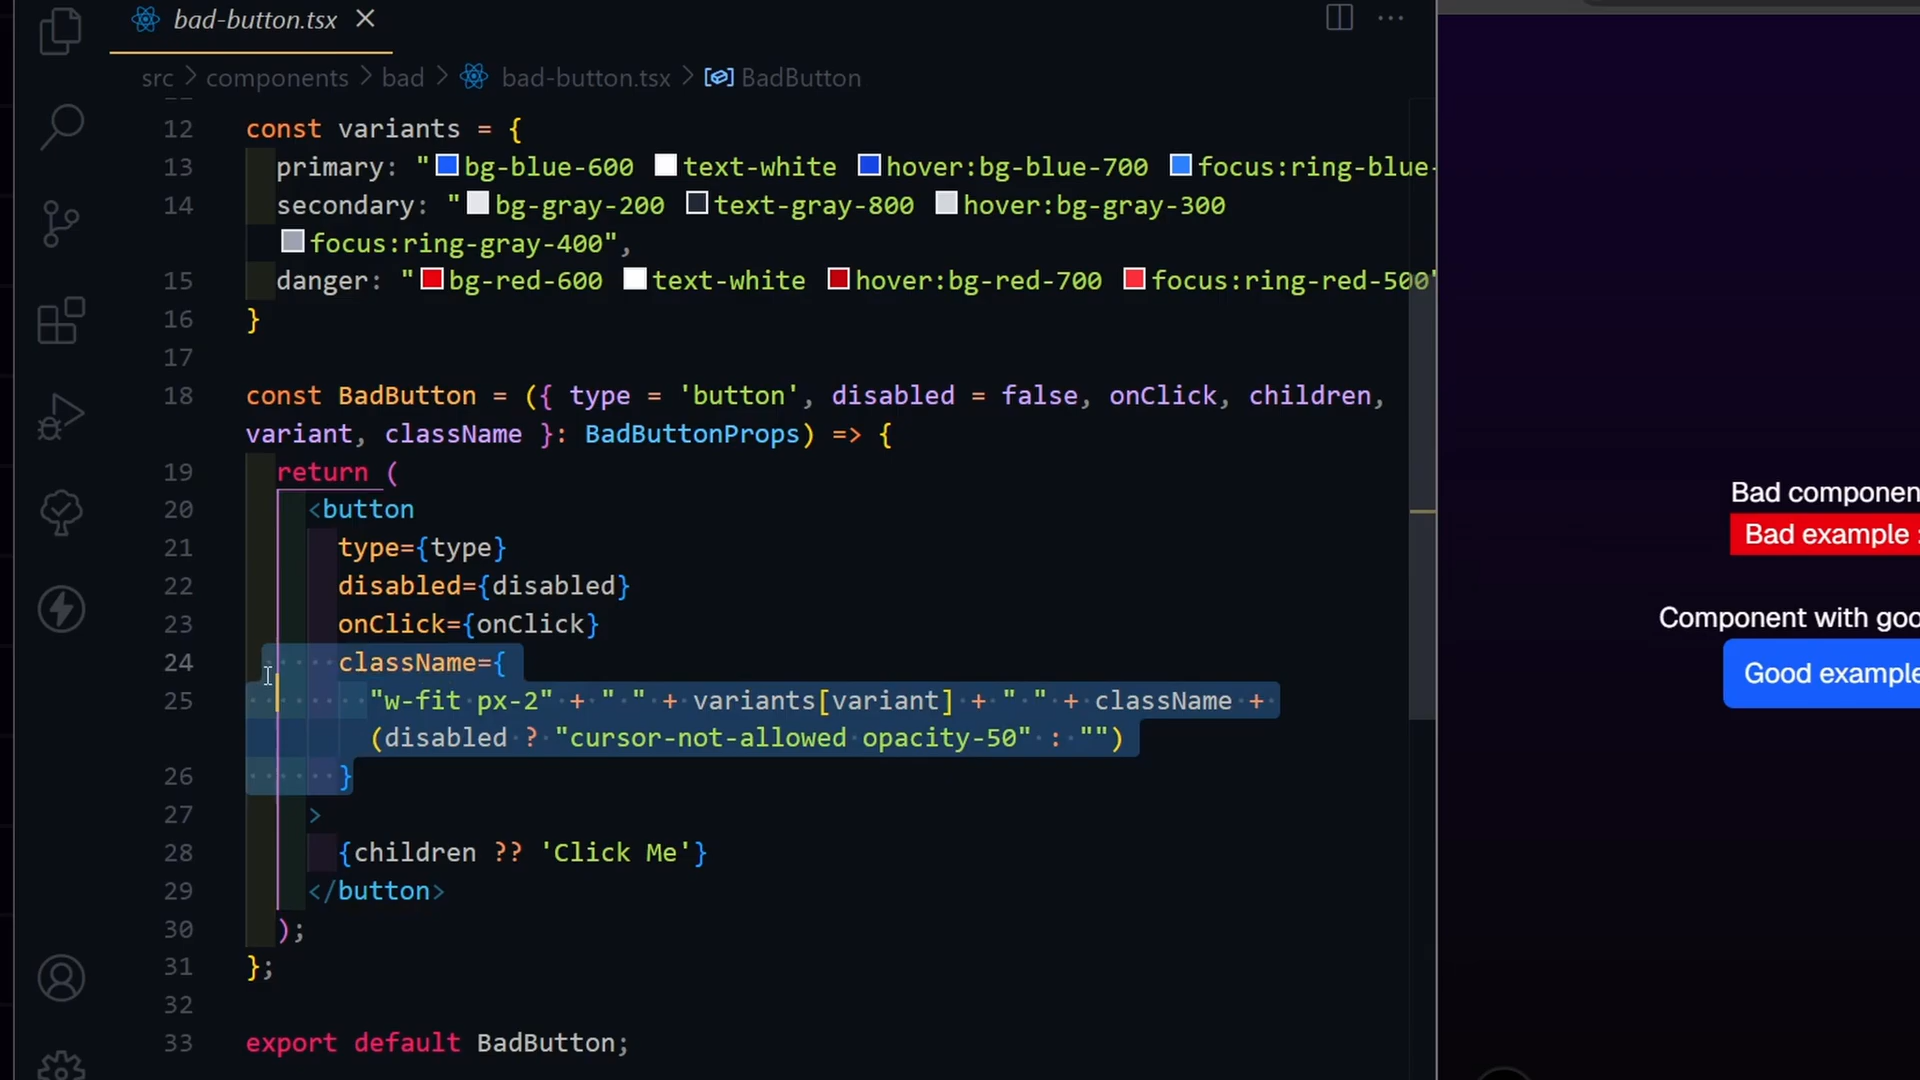 bad-button.tsx
src > components > bad > bad-button.tsx > BadButton
12 const variants = {
13 primary: "bg-blue-600 text-white hover:bg-blue-700 focus:ring-blue-
14 secondary: "bg-gray-200 text-gray-800 hover:bg-gray-300
focus:ring-gray-400",
15 danger: "bg-red-600 text-white hover:bg-red-700 focus:ring-red-500"
16 }
17
18 const BadButton = ({ type = 'button', disabled = false, onClick, children,
variant, className }: BadButtonProps) => {
19 return (
20 <button
21 type={type}
22 disabled={disabled}
23 onClick={onClick}
24 className={
25 "w-fit px-2" + " " + variants[variant] + " " + className +
(disabled ? "cursor-not-allowed opacity-50" : "")
26 }
27 >
28 {children ?? 'Click Me'}
29 </button>
30 );
31 };
32
33 export default BadButton;
Bad componen
Bad example :
Component with goo
Good example